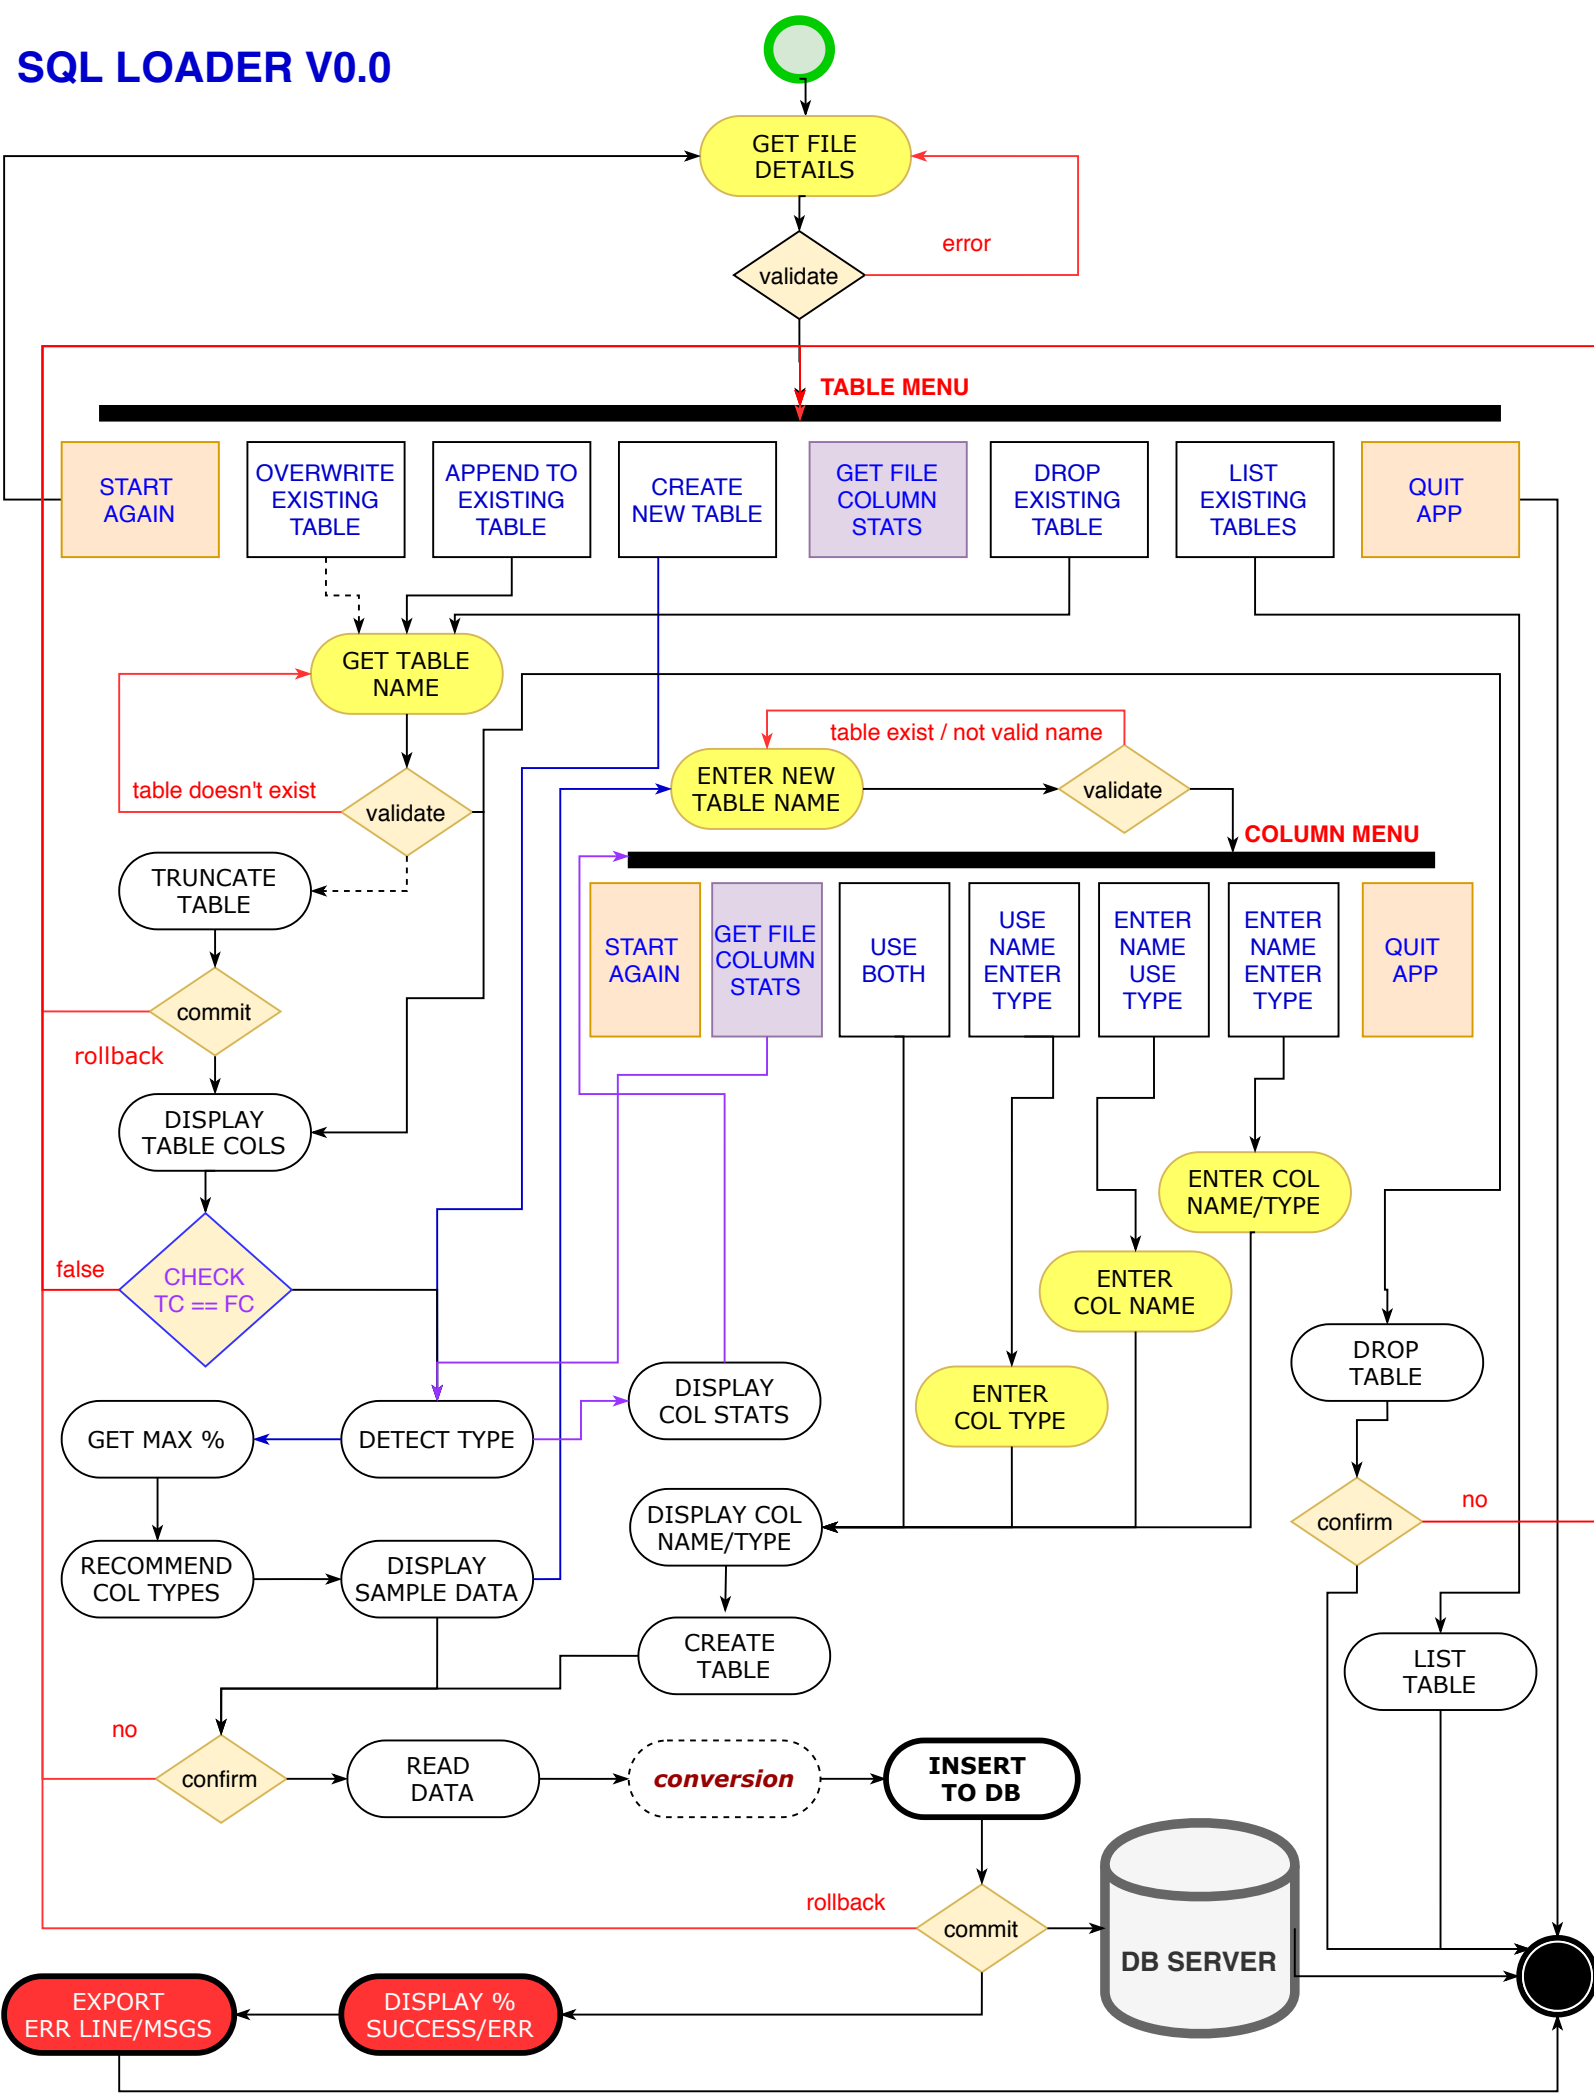 SQL LOADER V0.0
GET FILE
DETAILS
error
validate
TABLE MENU
START
AGAIN
OVERWRITE
EXISTING
TABLE
APPEND TO
EXISTING
TABLE
CREATE
NEW TABLE
GET FILE
COLUMN
STATS
DROP
EXISTING
TABLE
LIST
EXISTING
TABLES
QUIT
APP
GET TABLE
NAME
table exist / not valid name
ENTER NEW
TABLE NAME
validate
table doesn't exist
validate
COLUMN MENU
TRUNCATE
TABLE
START
AGAIN
GET FILE
COLUMN
STATS
USE
BOTH
USE
NAME
ENTER
TYPE
ENTER
NAME
USE
TYPE
ENTER
NAME
ENTER
TYPE
QUIT
APP
commit
rollback
DISPLAY
TABLE COLS
ENTER COL
NAME/TYPE
false
CHECK
TC == FC
ENTER
COL NAME
DROP
TABLE
DISPLAY
COL STATS
ENTER
COL TYPE
GET MAX %
DETECT TYPE
DISPLAY COL
NAME/TYPE
no
confirm
RECOMMEND
COL TYPES
DISPLAY
SAMPLE DATA
CREATE
TABLE
LIST
TABLE
no
confirm
READ
DATA
conversion
INSERT
TO DB
rollback
commit
DB SERVER
EXPORT
ERR LINE/MSGS
DISPLAY %
SUCCESS/ERR